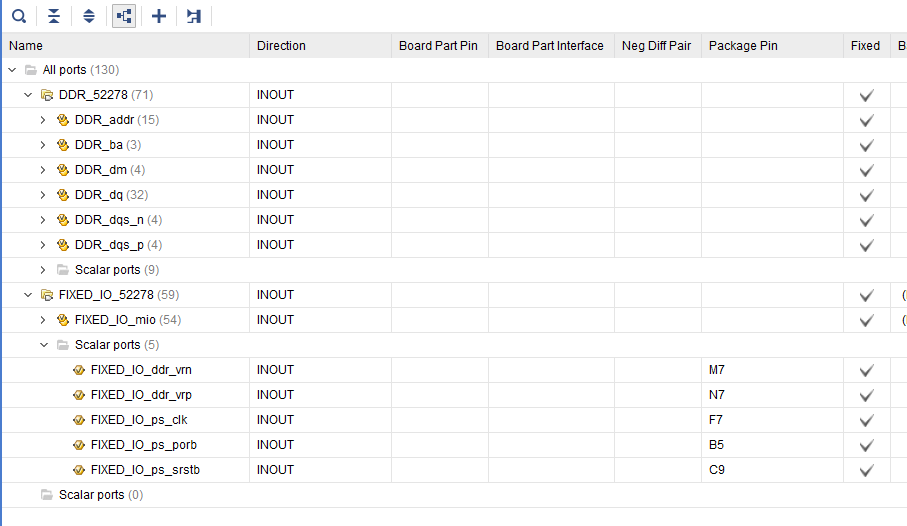 Name Direction Board Part Pin Board Part Interface Neg Diff Pair Package Pin Fixed B
All ports (130)
DDR_52278 (71) INOUT
DDR_addr (15) INOUT
DDR_ba (3) INOUT
DDR_dm (4) INOUT
DDR_dq (32) INOUT
DDR_dqs_n (4) INOUT
DDR_dqs_p (4) INOUT
Scalar ports (9)
FIXED_IO_52278 (59) INOUT (
FIXED_IO_mio (54) INOUT (
Scalar ports (5)
FIXED_IO_ddr_vrn INOUT M7
FIXED_IO_ddr_vrp INOUT N7
FIXED_IO_ps_clk INOUT F7
FIXED_IO_ps_porb INOUT B5
FIXED_IO_ps_srstb INOUT C9
Scalar ports (0)